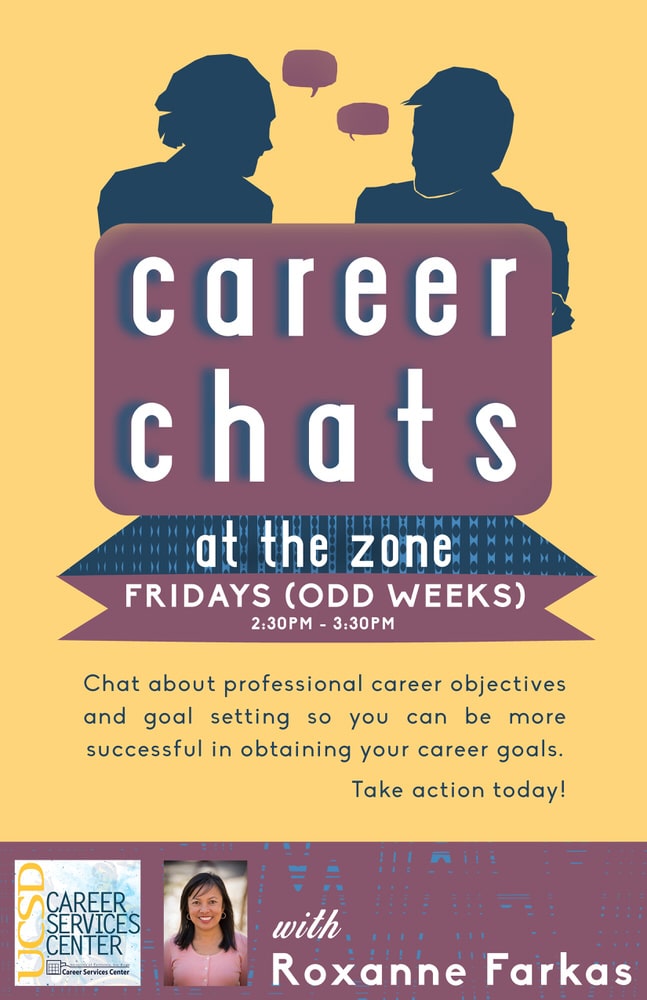 career
chats
at the zone
FRIDAYS (ODD WEEKS)
2:30PM - 3:30PM
Chat about professional career objectives
and goal setting so you can be more
successful in obtaining your career goals.
Take action today!
UCSD
CAREER
SERVICES
CENTER
Career Services Center
with
Roxanne Farkas